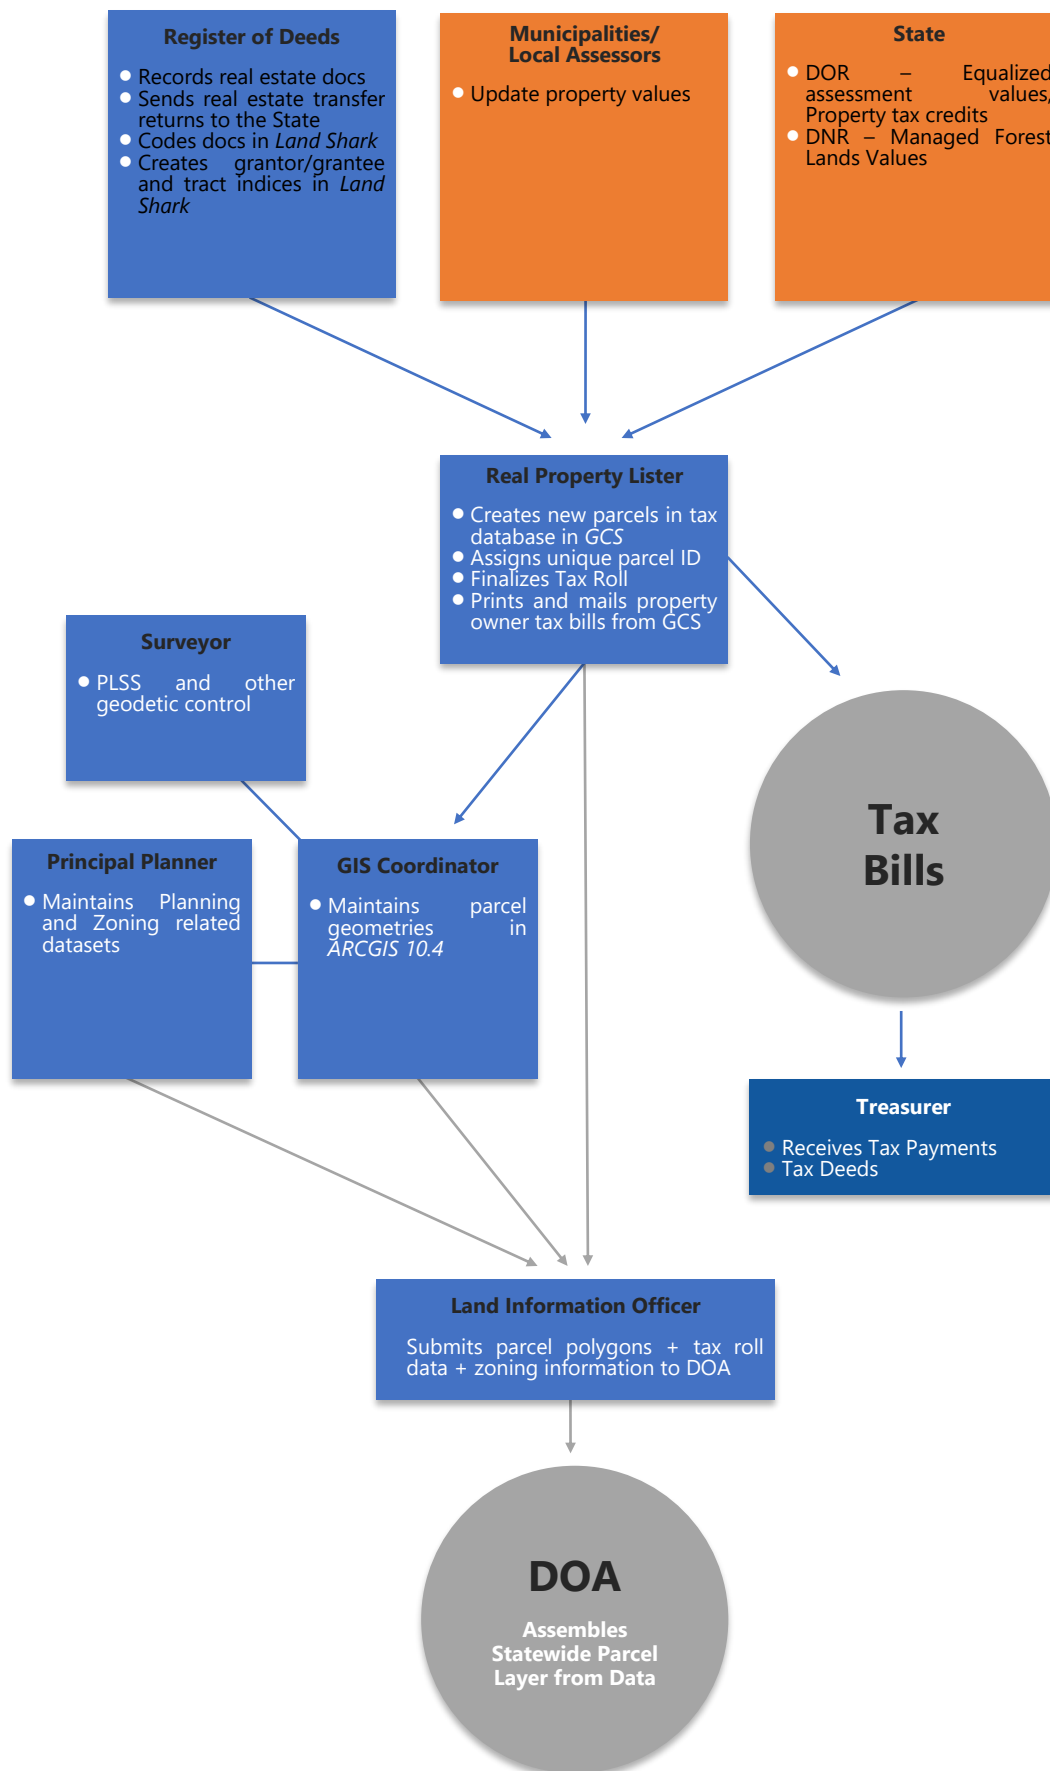 Register of Deeds
Records real estate docs
Sends real estate transfer
returns to the State
Codes docs in Land Shark
Creates grantor/grantee
and tract indices in Land
Shark
Municipalities/
Local Assessors
Update property values
State
DOR – Equalized
assessment values,
Property tax credits
DNR – Managed Forest
Lands Values
Real Property Lister
Creates new parcels in tax
database in GCS
Assigns unique parcel ID
Finalizes Tax Roll
Prints and mails property
owner tax bills from GCS
Surveyor
PLSS and other
geodetic control
Principal Planner
Maintains Planning
and Zoning related
datasets
GIS Coordinator
Maintains parcel
geometries in
ARCGIS 10.4
Tax
Bills
Treasurer
Receives Tax Payments
Tax Deeds
Land Information Officer
Submits parcel polygons + tax roll
data + zoning information to DOA
DOA
Assembles
Statewide Parcel
Layer from Data